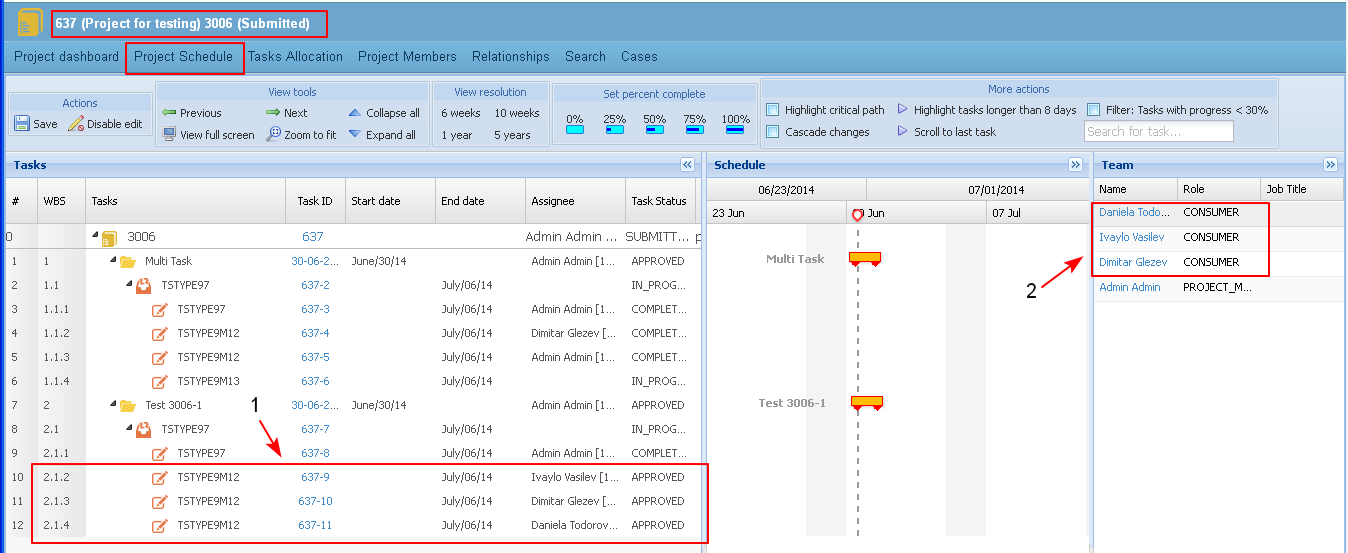 637 (Project for testing) 3006 (Submitted)
Project dashboard Project Schedule Tasks Allocation Project Members Relationships Search Cases
Actions
Save Disable edit
View tools
Previous Next Collapse all
View full screen Zoom to fit Expand all
View resolution
6 weeks 10 weeks
1 year 5 years
Set percent complete
0% 25% 50% 75% 100%
More actions
Highlight critical path Highlight tasks longer than 8 days Filter: Tasks with progress < 30%
Cascade changes Scroll to last task Search for task...
Tasks
# WBS Tasks Task ID Start date End date Assignee Task Status
0 3006 637 Admin Admin ... SUBMITT... p
1 1 Multi Task 30-06-2... June/30/14 Admin Admin [1... APPROVED
2 1.1 TSTYPE97 637-2 July/06/14 IN_PROG...
3 1.1.1 TSTYPE97 637-3 July/06/14 Admin Admin [1... COMPLET...
4 1.1.2 TSTYPE9M12 637-4 July/06/14 Dimitar Glezev [... COMPLET...
5 1.1.3 TSTYPE9M12 637-5 July/06/14 Admin Admin [1... COMPLET...
6 1.1.4 TSTYPE9M13 637-6 July/06/14 IN_PROG...
7 2 Test 3006-1 30-06-2... June/30/14 Admin Admin [1... APPROVED
8 2.1 TSTYPE97 637-7 July/06/14 IN_PROG...
9 2.1.1 TSTYPE97 637-8 July/06/14 Admin Admin [1... COMPLET...
10 2.1.2 TSTYPE9M12 637-9 July/06/14 Ivaylo Vasilev [1... APPROVED
11 2.1.3 TSTYPE9M12 637-10 July/06/14 Dimitar Glezev [... APPROVED
12 2.1.4 TSTYPE9M12 637-11 July/06/14 Daniela Todorov... APPROVED
1
Schedule
06/23/2014 07/01/2014
23 Jun Jun 07 Jul
Multi Task
Test 3006-1
Team
Name Role Job Title
Daniela Todo... CONSUMER
Ivaylo Vasilev CONSUMER
Dimitar Glezev CONSUMER
Admin Admin PROJECT_M...
2